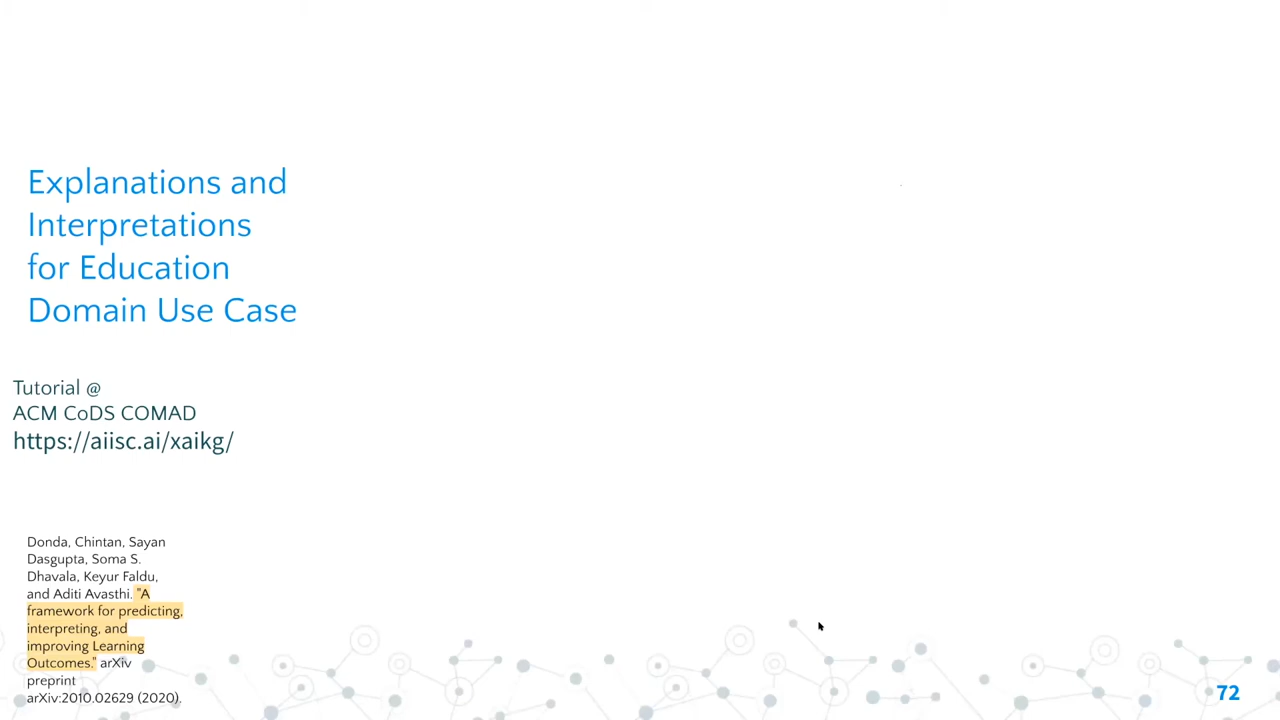 Explanations and
Interpretations
for Education
Domain Use Case
Tutorial @
ACM CoDS COMAD
https://aiisc.ai/xaikg/
Donda, Chintan, Sayan
Dasgupta, Soma S.
Dhavala, Keyur Faldu,
and Aditi Avasthi. "A
framework for predicting,
interpreting, and
improving Learning
Outcomes." arXiv
preprint
arXiv:2010.02629 (2020).
72